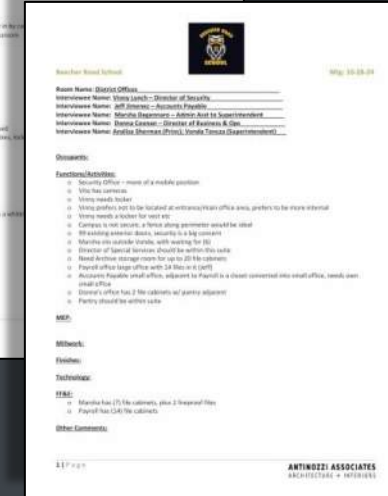 BEECHER ROAD
SCHOOL
Beecher Road School Mtg: 10-28-24
Room Name: District Offices
Interviewee Name: Vinny Lynch – Director of Security
Interviewee Name: Jeff Jimenez – Accounts Payable
Interviewee Name: Marsha – Admin Asst to Superintendent
Interviewee Name: Donna Coonan – Director of Business & Ops
Interviewee Name: Analisa Sherman (Princ); Vonda Tencza (Superintendent)
Occupants:
Functions/Activities:
o Security Office – more of a mobile position
o has cameras
o Vinny needs locker
o Vinny prefers not to be located at entrance/main office area, prefers to be more internal
o Vinny needs a locker for vest etc
o Campus is not secure, a fence along perimeter would be ideal
o 99 existing exterior doors, security is a big concern
o Marsha sits outside Vonda, with waiting for (6)
o Director of Special Services should be within this suite
o Need Archive storage room for up to 20 file cabinets
o Payroll office large office with 14 files in it (Jeff)
o Accounts Payable small office, adjacent to Payroll is a closet converted into small office, needs own
small office
o Donna's office has 2 file cabinets w/ pantry adjacent
o Pantry should be within suite
MEP:
Millwork:
Finishes:
Technology:
FF&E:
o Marsha has (7) file cabinets, plus 2 fireproof files
o Payroll has (14) file cabinets
Other Comments:
1 | Page
ANTINOZZI ASSOCIATES
ARCHITECTURE + INTERIORS